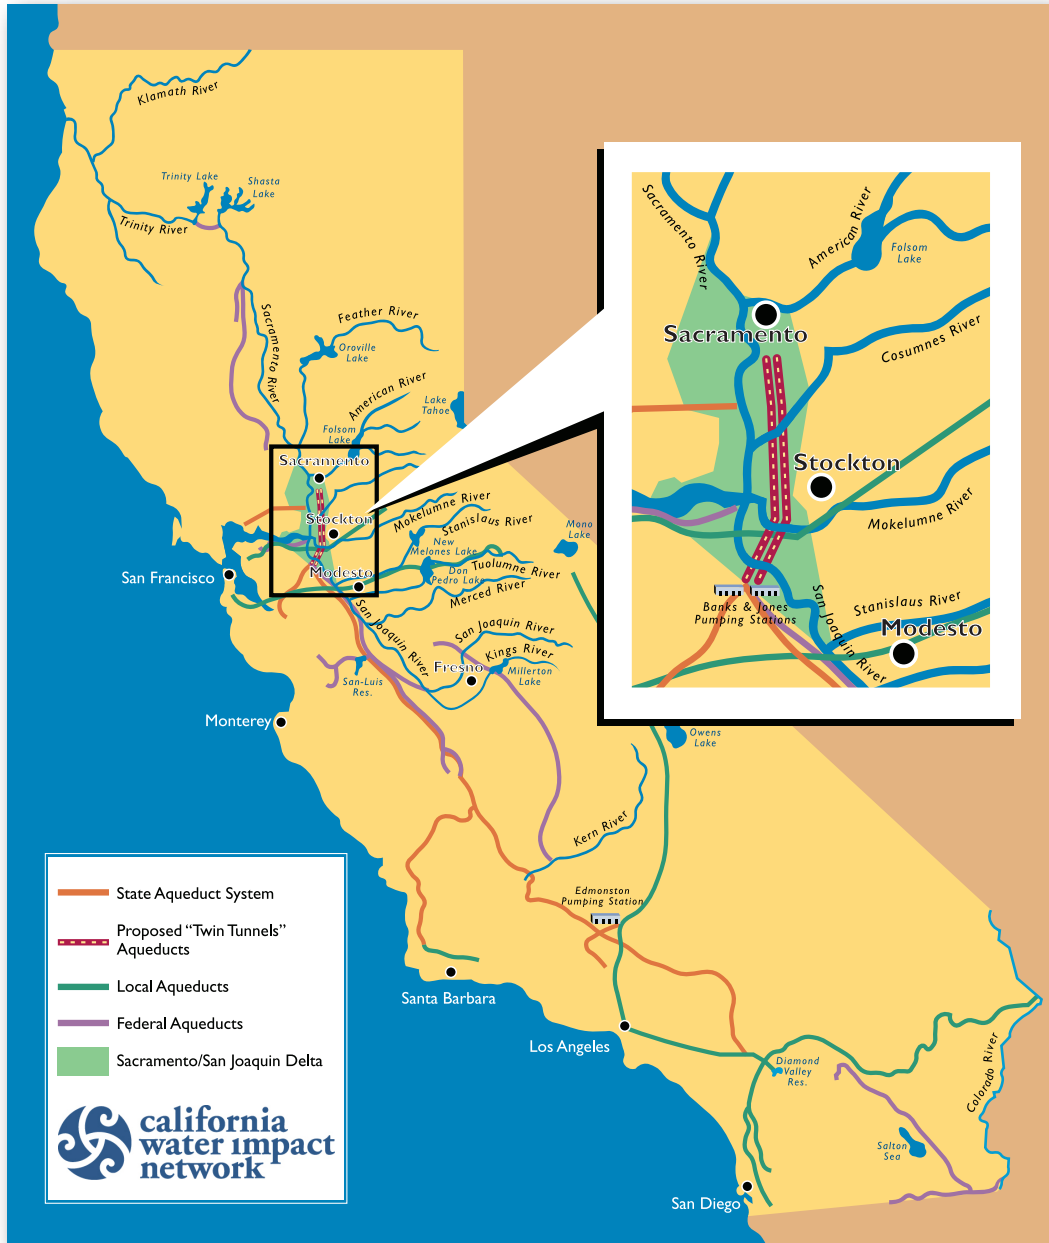 Klamath River
Trinity Lake
Shasta
Lake
Trinity River
Sacramento River
Feather River
Oroville
Lake
American River
Lake
Tahoe
Folsom
Lake
Sacramento
Stockton
Mokelumne River
Stanislaus River
New
Melones Lake
Mono
Lake
Modesto
Don
Pedro Lake
Tuolumne River
Merced River
San Francisco
San Joaquin River
San Joaquin River
Kings River
Fresno
Millerton
Lake
San-Luis
Res.
Monterey
Owens
Lake
Kern River
Edmonston
Pumping Station
Santa Barbara
Los Angeles
Diamond
Valley
Res.
Colorado River
Salton
Sea
San Diego
Sacramento River
American River
Folsom
Lake
Sacramento
Cosumnes River
Stockton
Mokelumne River
Banks & Jones
Pumping Stations
San Joaquin River
Stanislaus River
Modesto
State Aqueduct System
Proposed “Twin Tunnels”
Aqueducts
Local Aqueducts
Federal Aqueducts
Sacramento/San Joaquin Delta
california
water impact
network